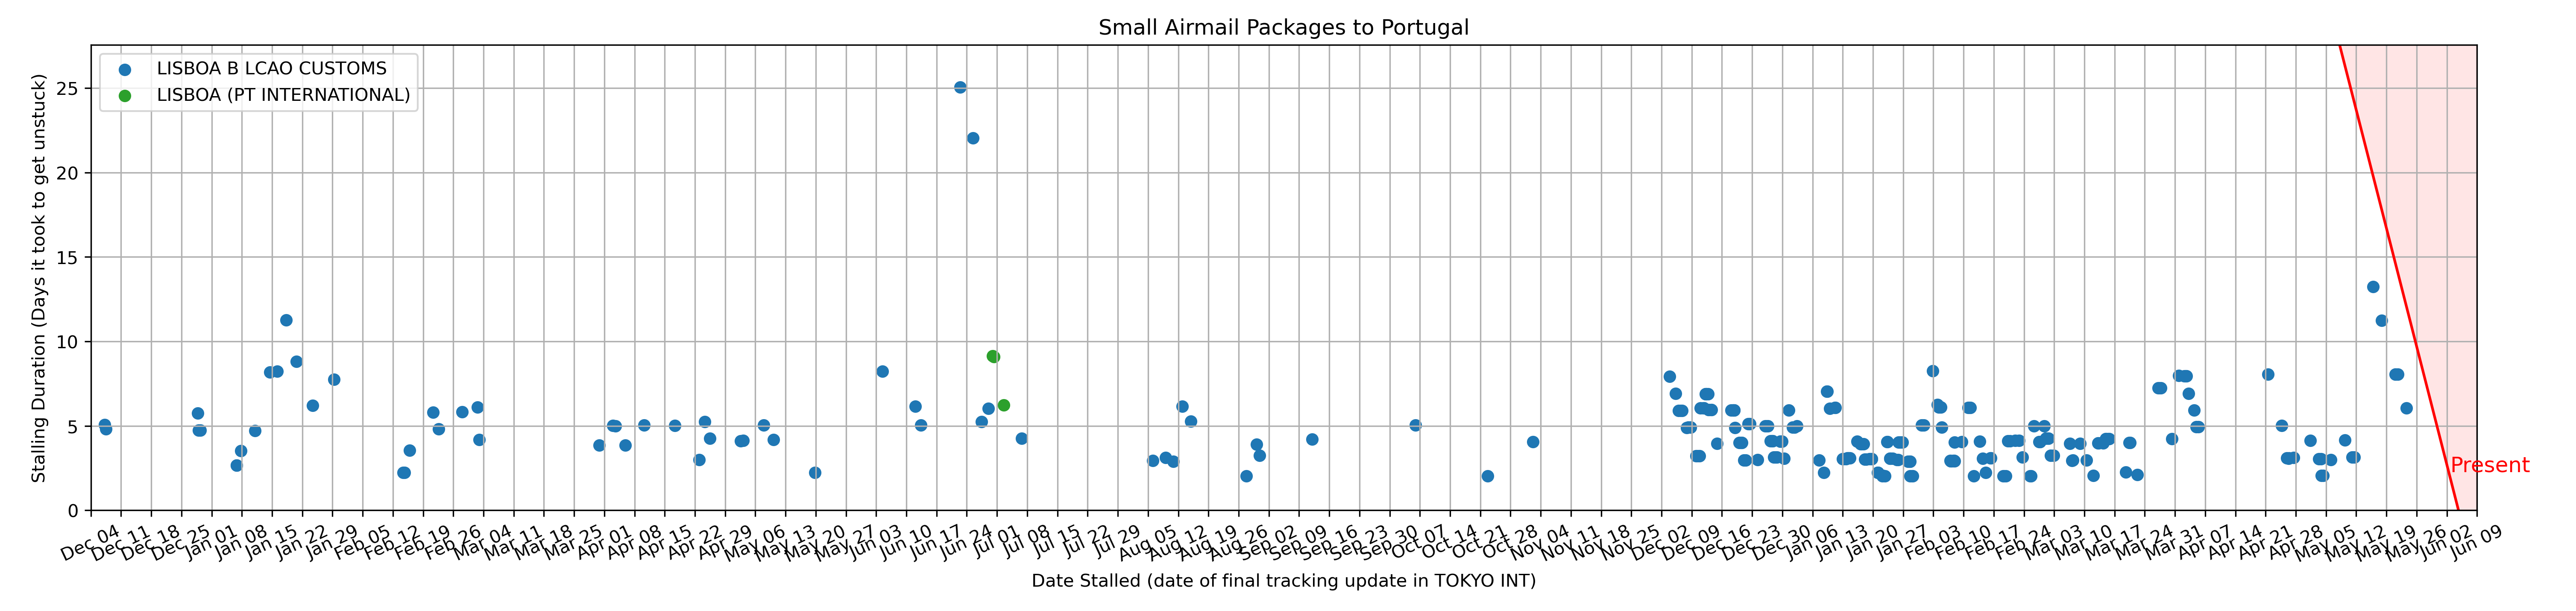 Small Airmail Packages to Portugal
LISBOA B LCAO CUSTOMS
LISBOA (PT INTERNATIONAL)
Stalling Duration (Days it took to get unstuck)
25
20
15
10
5
0
Present
Dec 04
Dec 11
Dec 18
Dec 25
Jan 01
Jan 08
Jan 15
Jan 22
Jan 29
Feb 05
Feb 12
Feb 19
Feb 26
Mar 04
Mar 11
Mar 18
Mar 25
Apr 01
Apr 08
Apr 15
Apr 22
Apr 29
May 06
May 13
May 20
May 27
Jun 03
Jun 10
Jun 17
Jun 24
Jul 01
Jul 08
Jul 15
Jul 22
Jul 29
Aug 05
Aug 12
Aug 19
Aug 26
Sep 02
Sep 09
Sep 16
Sep 23
Sep 30
Oct 07
Oct 14
Oct 21
Oct 28
Nov 04
Nov 11
Nov 18
Nov 25
Dec 02
Dec 09
Dec 16
Dec 23
Dec 30
Jan 06
Jan 13
Jan 20
Jan 27
Feb 03
Feb 10
Feb 17
Feb 24
Mar 03
Mar 10
Mar 17
Mar 24
Mar 31
Apr 07
Apr 14
Apr 21
Apr 28
May 05
May 12
May 19
May 26
Jun 02
Jun 09
Date Stalled (date of final tracking update in TOKYO INT)